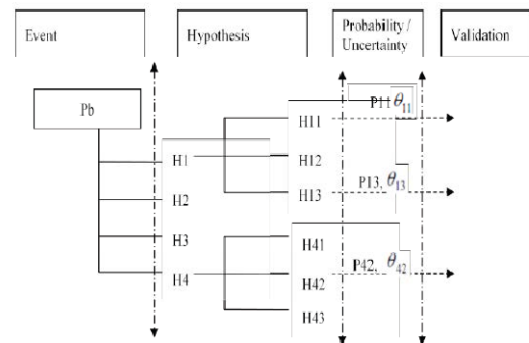 Event
Hypothesis
Probability /
Uncertainty
Validation
Pb
H1
H2
H3
H4
H11
H12
H13
H41
H42
H43
P11 θ11
P13, θ13
P42, θ42